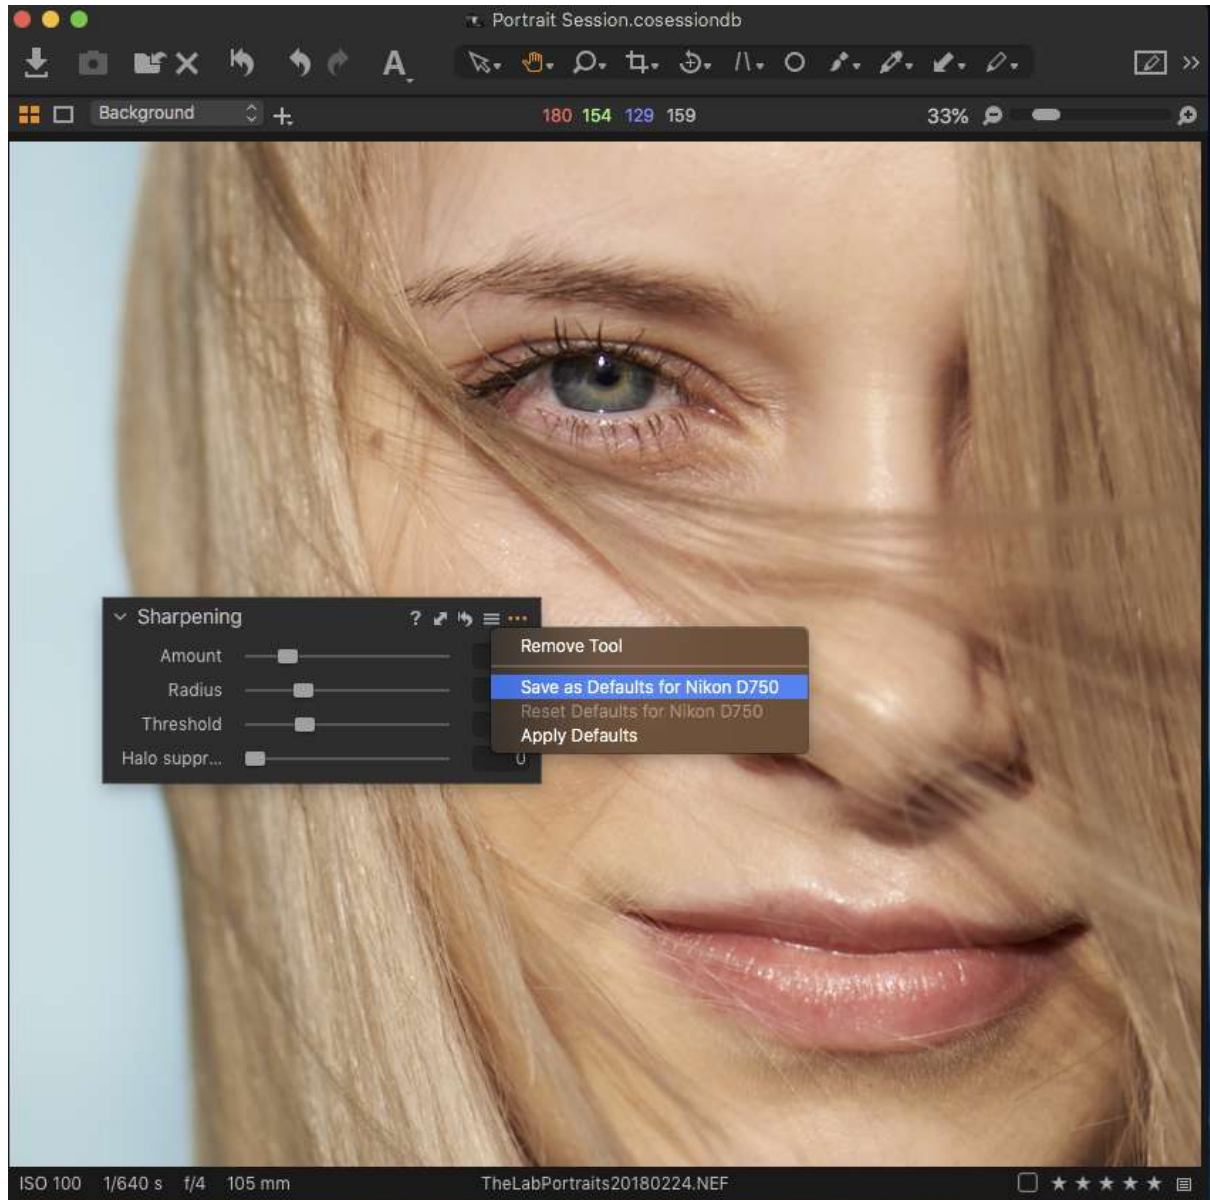 Portrait Session.cosessiondb
A
Background
180 154 129 159
33%
Sharpening
?
Amount
Radius
Threshold
Halo suppr...
0
Remove Tool
Save as Defaults for Nikon D750
Reset Defaults for Nikon D750
Apply Defaults
ISO 100 1/640 s f/4 105 mm
TheLabPortraits20180224.NEF